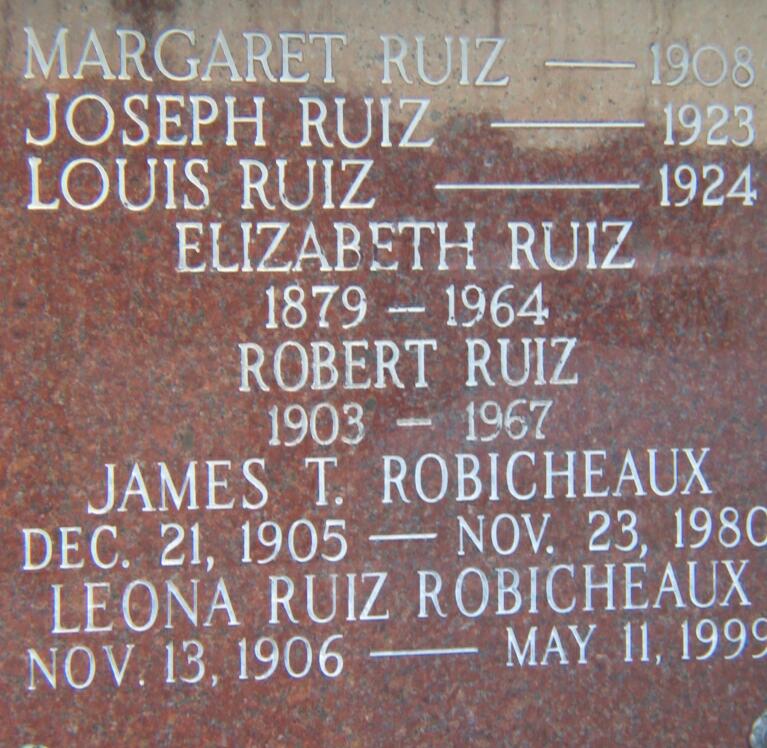 MARGARET RUIZ — 1908
JOSEPH RUIZ — 1923
LOUIS RUIZ — 1924
ELIZABETH RUIZ
1879 – 1964
ROBERT RUIZ
1903 – 1967
JAMES T. ROBICHEAUX
DEC. 21, 1905 — NOV. 23, 1980
LEONA RUIZ ROBICHEAUX
NOV. 13, 1906 — MAY 11, 1999